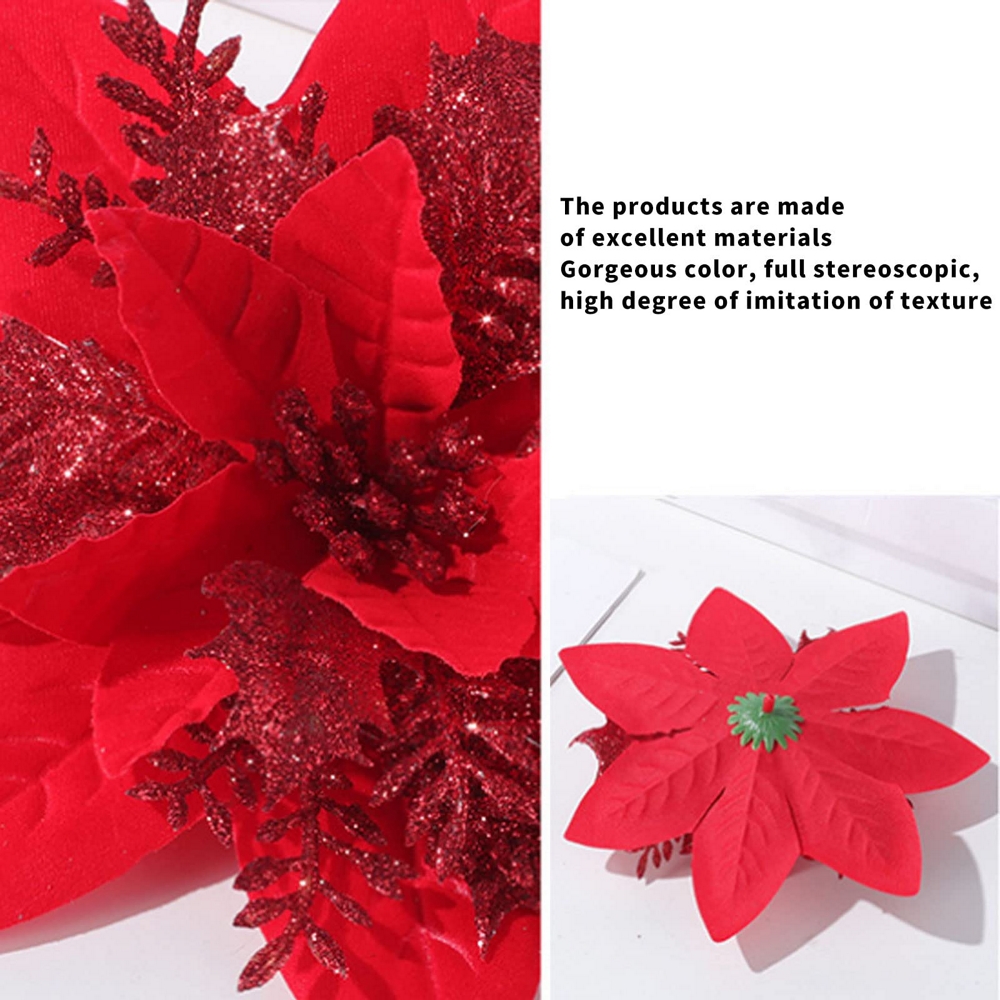 The products are made
of excellent materials
Gorgeous color, full stereoscopic,
high degree of imitation of texture